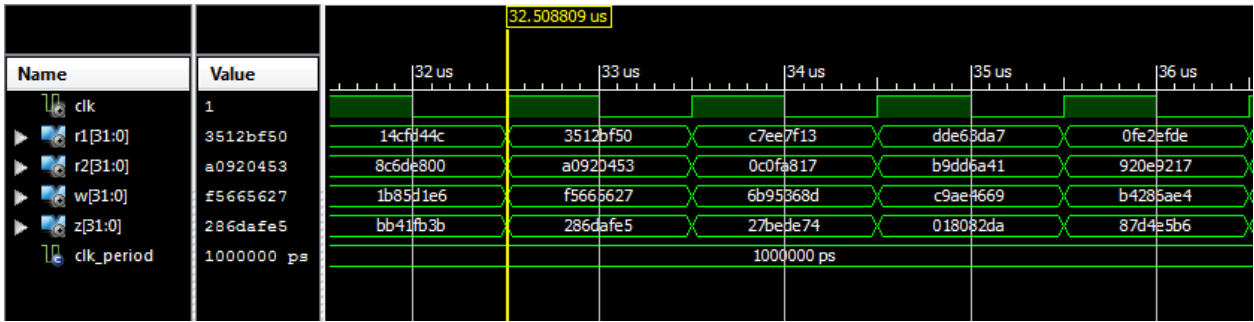 32.508809 us
Name Value 32 us 33 us 34 us 35 us 36 us
clk 1
r1[31:0] 3512bf50 14cfd44c 3512bf50 c7ee7f13 dde63da7 0fe2efde
r2[31:0] a0920453 8c6de800 a0920453 0c0fa817 b9dd6a41 920e9217
w[31:0] f5665627 1b85d1e6 f5665627 6b95368d c9ae4669 b4286ae4
z[31:0] 286dafe5 bb41fb3b 286dafe5 27bede74 018082da 87d4e5b6
clk_period 1000000 ps 1000000 ps